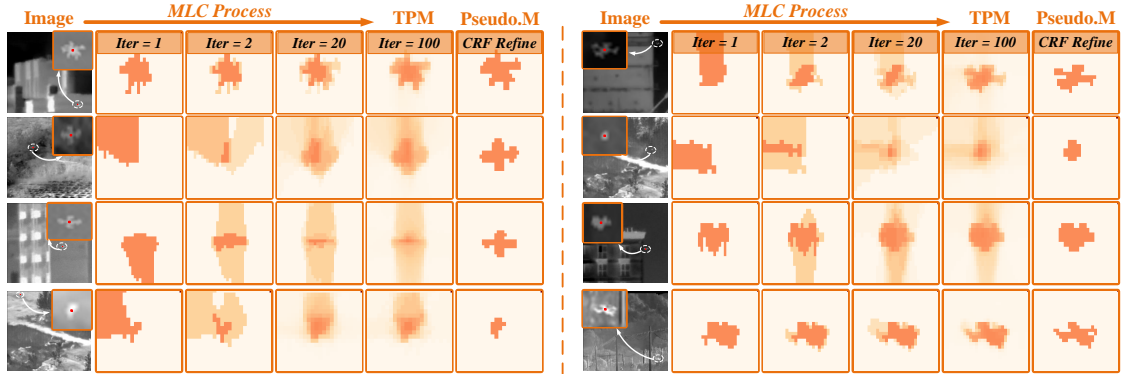 Image MLC Process TPM Pseudo.M
Iter = 1 Iter = 2 Iter = 20 Iter = 100 CRF Refine
Image MLC Process TPM Pseudo.M
Iter = 1 Iter = 2 Iter = 20 Iter = 100 CRF Refine